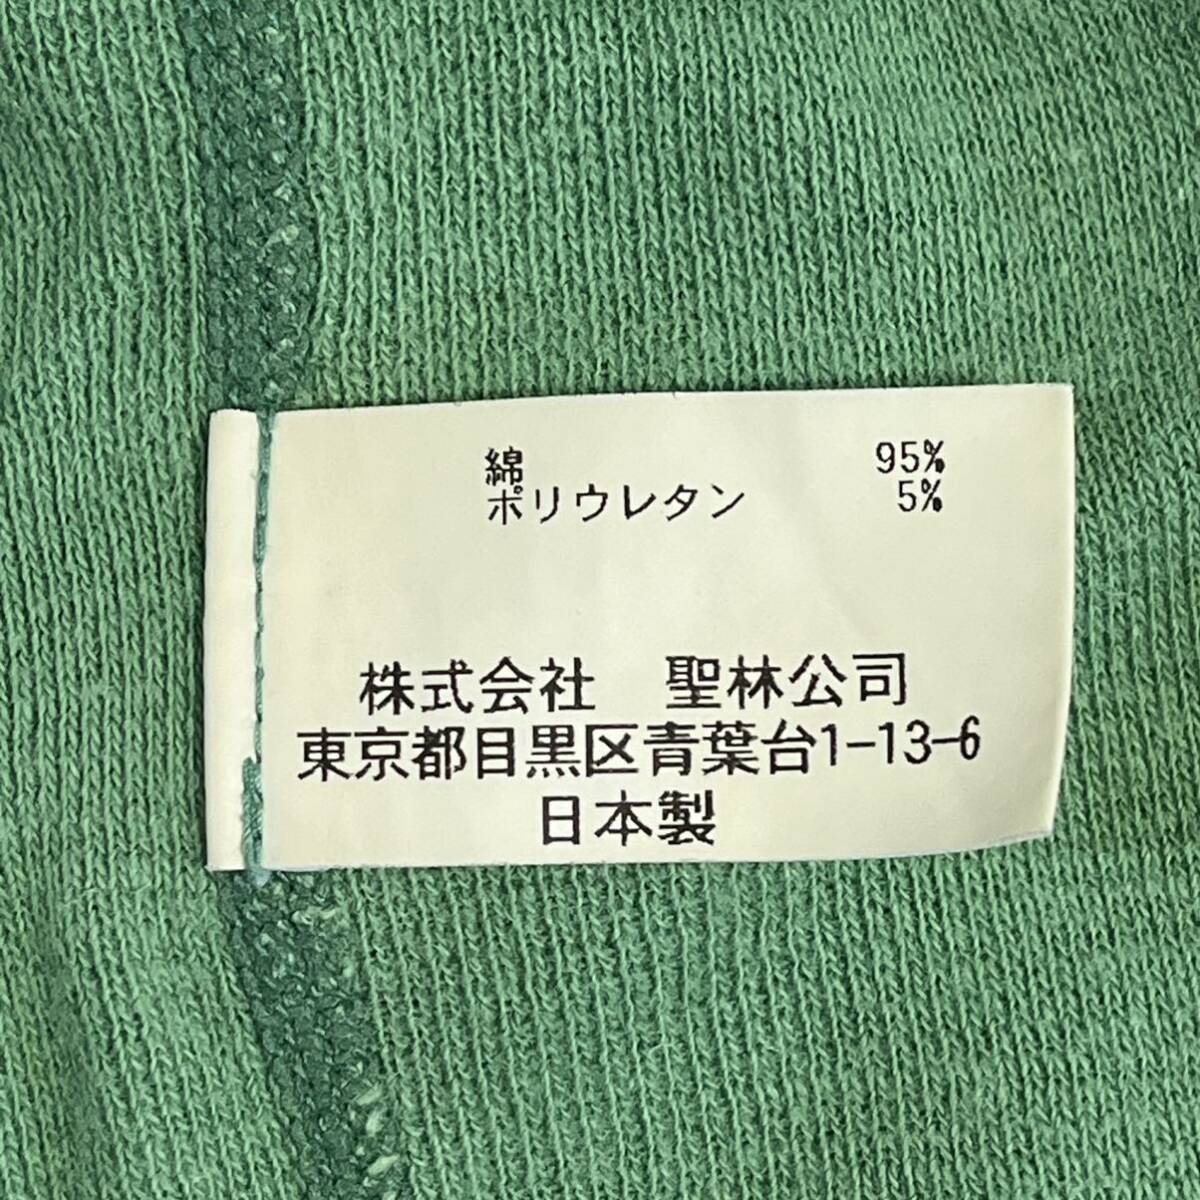 綿 95%
ポリウレタン 5%
株式会社 聖林公司
東京都目黒区青葉台1-13-6
日本製